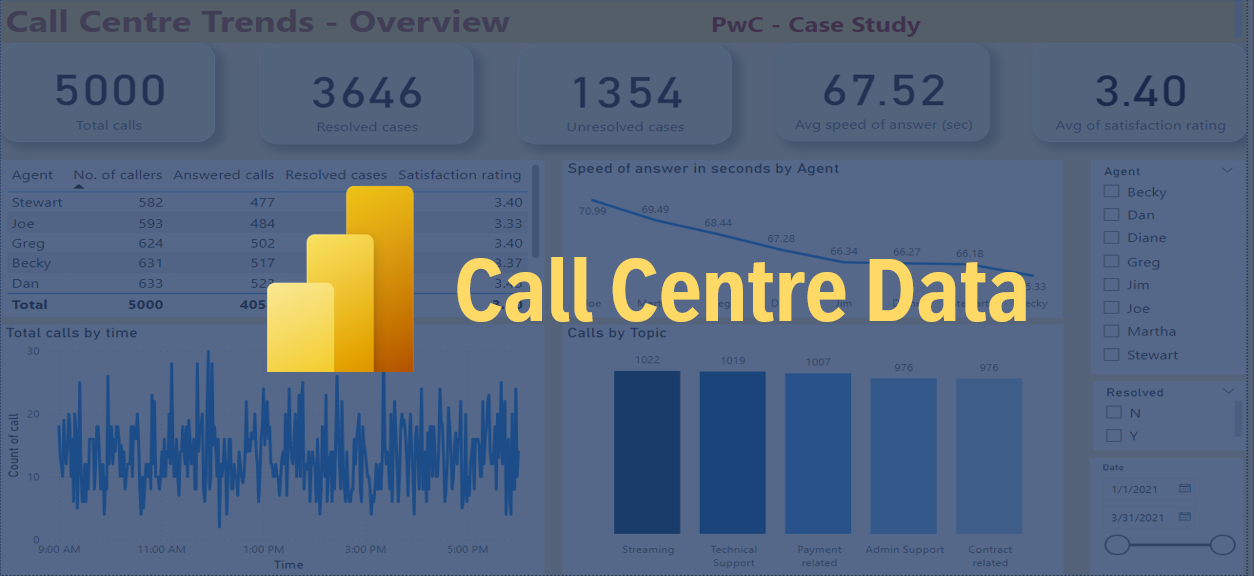 Call Centre Trends - Overview
PwC - Case Study
5000
Total calls
3646
Resolved cases
1354
Unresolved cases
67.52
Avg speed of answer (sec)
3.40
Avg of satisfaction rating
Agent No. of callers Answered calls Resolved cases Satisfaction rating
Stewart 582 477 3.40
Joe 593 484 3.33
Greg 624 502 3.40
Becky 631 517 3.37
Dan 633
Total 5000
Speed of answer in seconds by Agent
70.99 69.49 68.44 67.28 66.34 66.27 66.18
Agent
Becky
Dan
Diane
Greg
Jim
Joe
Martha
Stewart
Call Centre Data
Total calls by time
Count of call
30
20
10
0
9:00 AM 11:00 AM 1:00 PM 3:00 PM 5:00 PM
Time
Calls by Topic
1022 1019 1007 976 976
Streaming
Technical
Support
Payment
related
Admin Support
Contract
related
Resolved
N
Y
Date
1/1/2021
3/31/2021